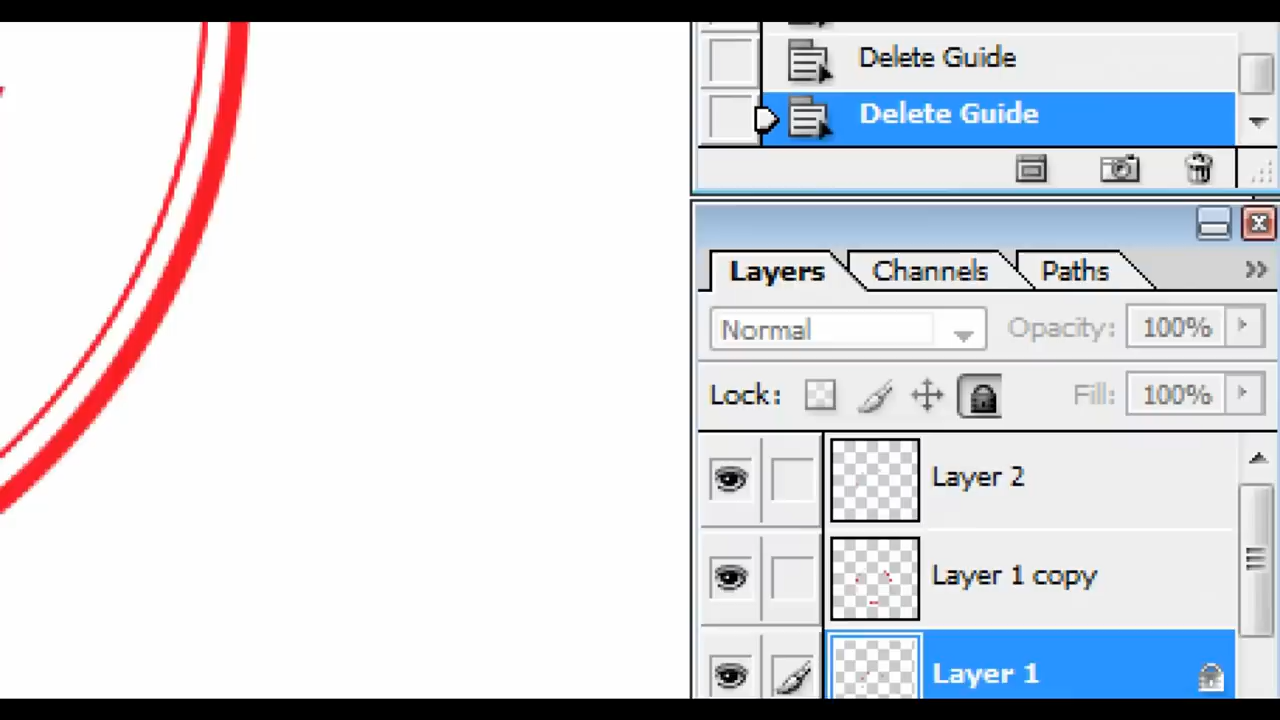 Delete Guide
Delete Guide
Layers Channels Paths
Normal Opacity: 100%
Lock: Fill: 100%
Layer 2
Layer 1 copy
Layer 1